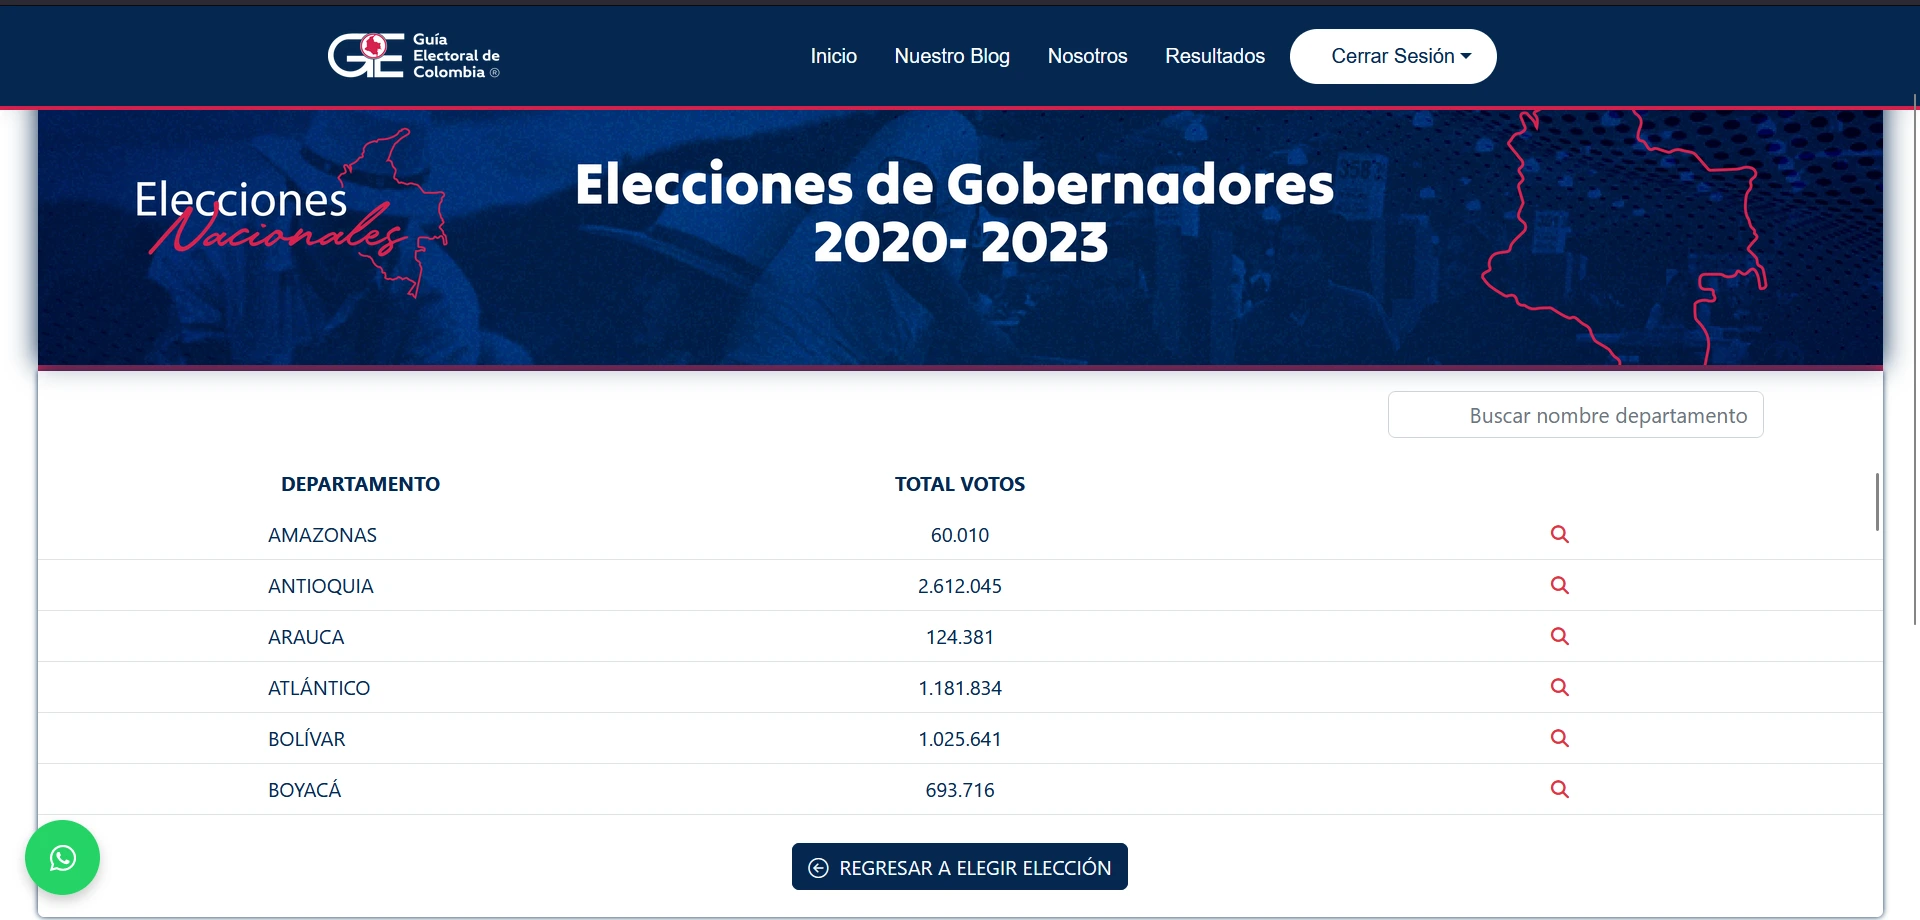 Guía
Electoral de
Colombia ®
Inicio
Nuestro Blog
Nosotros
Resultados
Cerrar Sesión
Elecciones
Nacionales
Elecciones de Gobernadores
2020- 2023
Buscar nombre departamento
DEPARTAMENTO TOTAL VOTOS
AMAZONAS 60.010
ANTIOQUIA 2.612.045
ARAUCA 124.381
ATLÁNTICO 1.181.834
BOLÍVAR 1.025.641
BOYACÁ 693.716
REGRESAR A ELEGIR ELECCIÓN